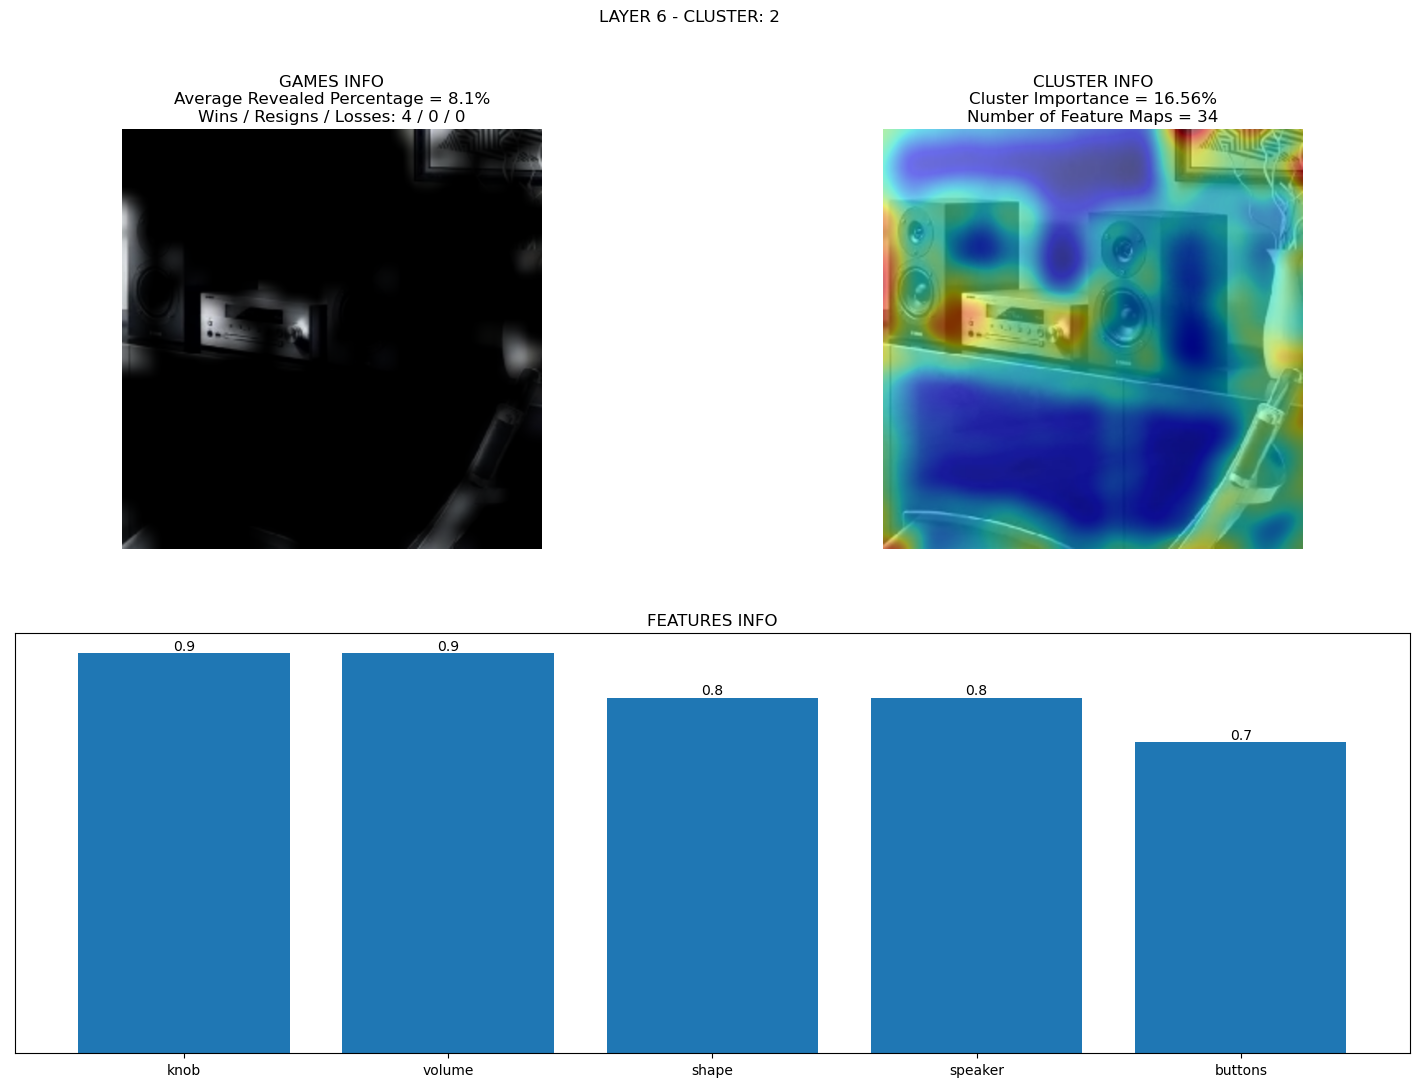 LAYER 6 - CLUSTER: 2
GAMES INFO
Average Revealed Percentage = 8.1%
Wins / Resigns / Losses: 4 / 0 / 0
CLUSTER INFO
Cluster Importance = 16.56%
Number of Feature Maps = 34
FEATURES INFO
0.9
0.9
0.8
0.8
0.7
knob
volume
shape
speaker
buttons